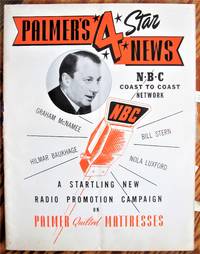 PALMER'S 4 Star NEWS
N·B·C
COAST TO COAST
NETWORK
GRAHAM McNAMEE
NBC
BILL STERN
HILMAR BAUKHAGE
NOLA LUXFORD
A STARTLING NEW
RADIO PROMOTION CAMPAIGN
ON
PALMER Quilted MATTRESSES